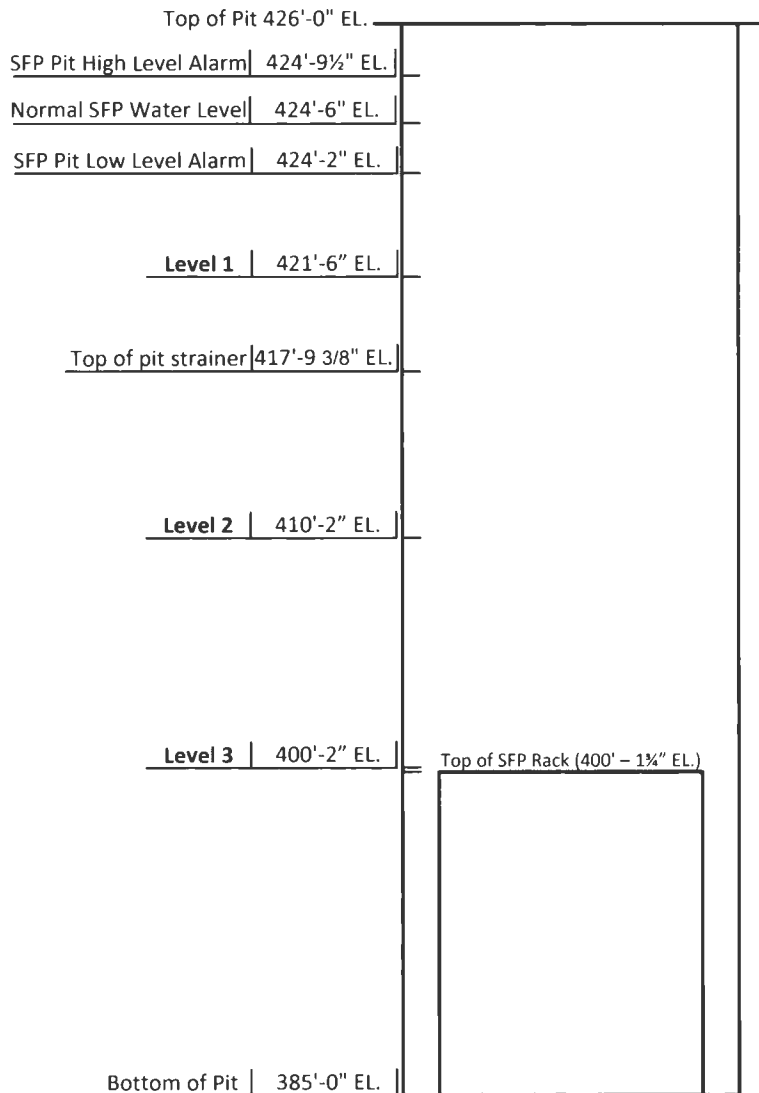 Top of Pit 426'-0" EL.
SFP Pit High Level Alarm 424'-9½" EL.
Normal SFP Water Level 424'-6" EL.
SFP Pit Low Level Alarm 424'-2" EL.
Level 1 421'-6” EL.
Top of pit strainer 417'-9 3/8" EL.
Level 2 410'-2” EL.
Level 3 400'-2” EL.
Top of SFP Rack (400' – 1¾” EL.)
Bottom of Pit 385'-0" EL.